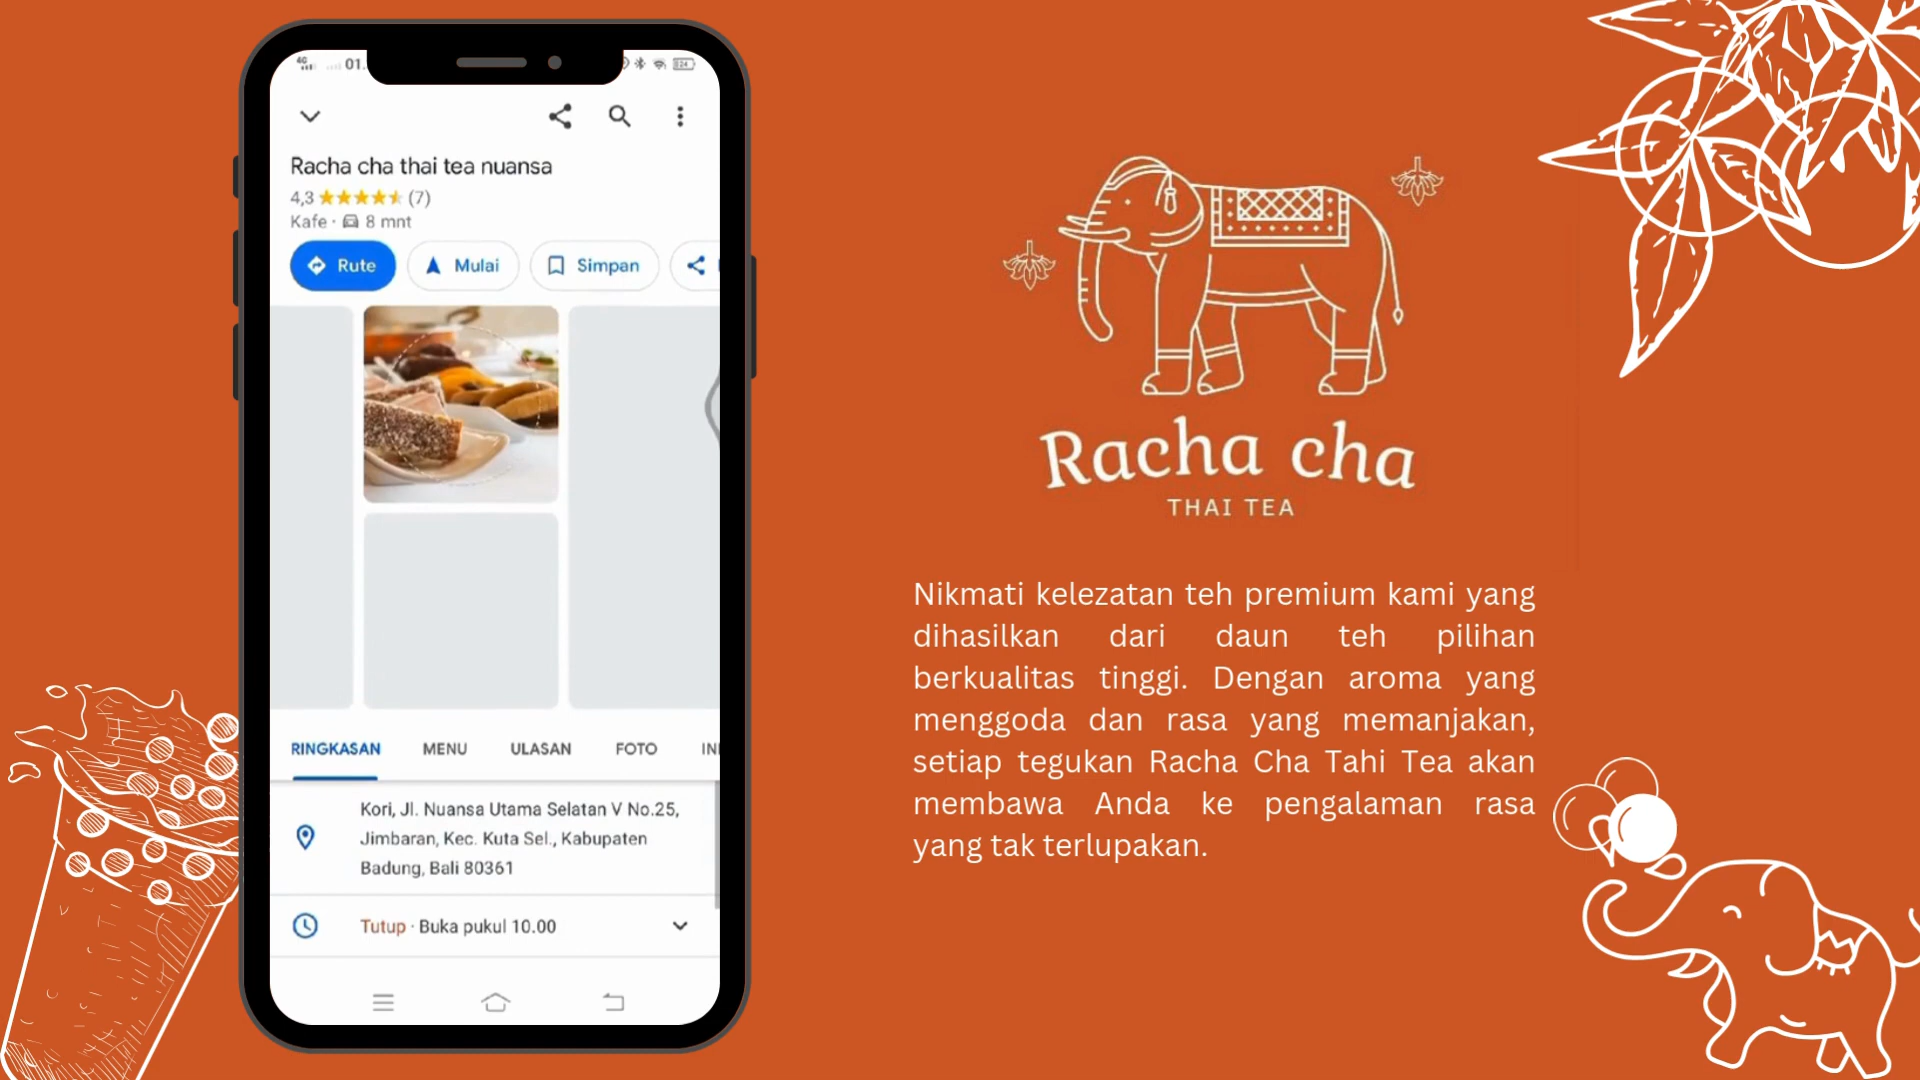 4G 01.
Racha cha thai tea nuansa
4,3 (7)
Kafe · 8 mnt
Rute Mulai Simpan
RINGKASAN MENU ULASAN FOTO
Kori, Jl. Nuansa Utama Selatan V No.25,
Jimbaran, Kec. Kuta Sel., Kabupaten
Badung, Bali 80361
Tutup · Buka pukul 10.00
Racha cha
THAI TEA
Nikmati kelezatan teh premium kami yang
dihasilkan dari daun teh pilihan
berkualitas tinggi. Dengan aroma yang
menggoda dan rasa yang memanjakan,
setiap tegukan Racha Cha Tahi Tea akan
membawa Anda ke pengalaman rasa
yang tak terlupakan.